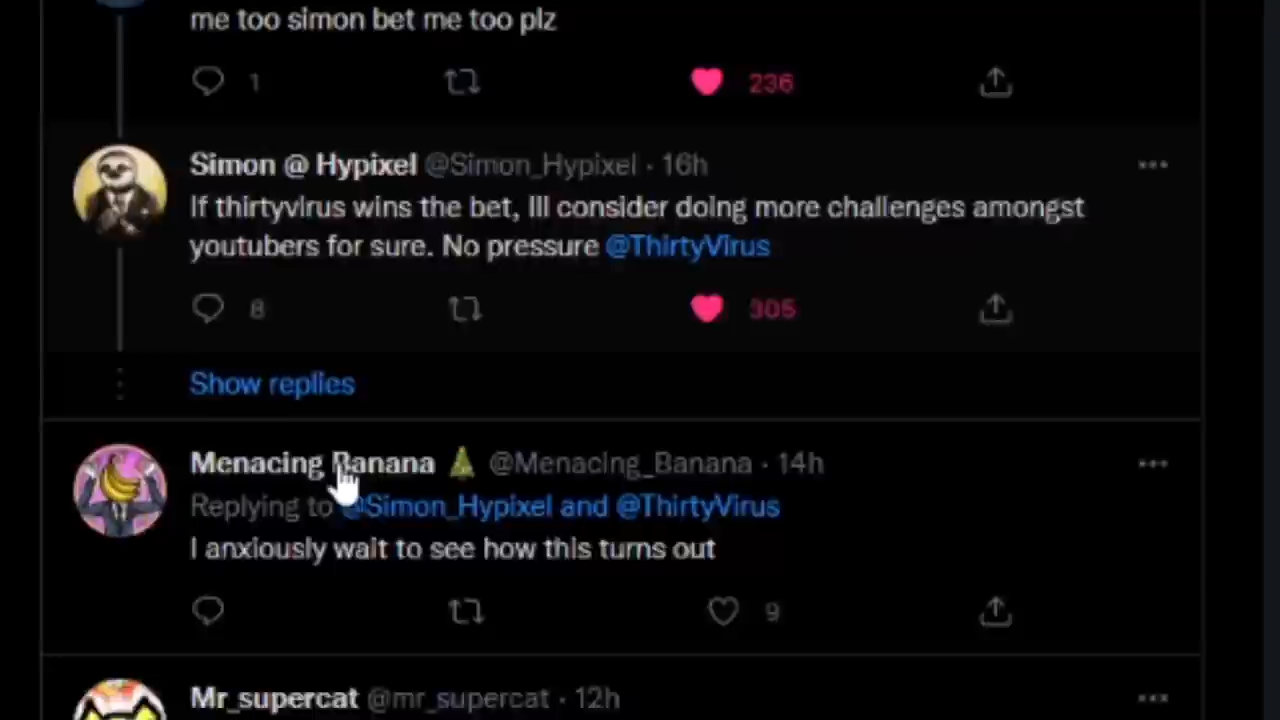 me too simon bet me too plz
1 236
Simon @ Hypixel @Simon_Hypixel · 16h
If thirtyvirus wins the bet, Ill consider doing more challenges amongst
youtubers for sure. No pressure @ThirtyVirus
8 305
Show replies
Menacing Banana @Menacing_Banana · 14h
Replying to @Simon_Hypixel and @ThirtyVirus
I anxiously wait to see how this turns out
9
Mr_supercat @mr_supercat · 12h